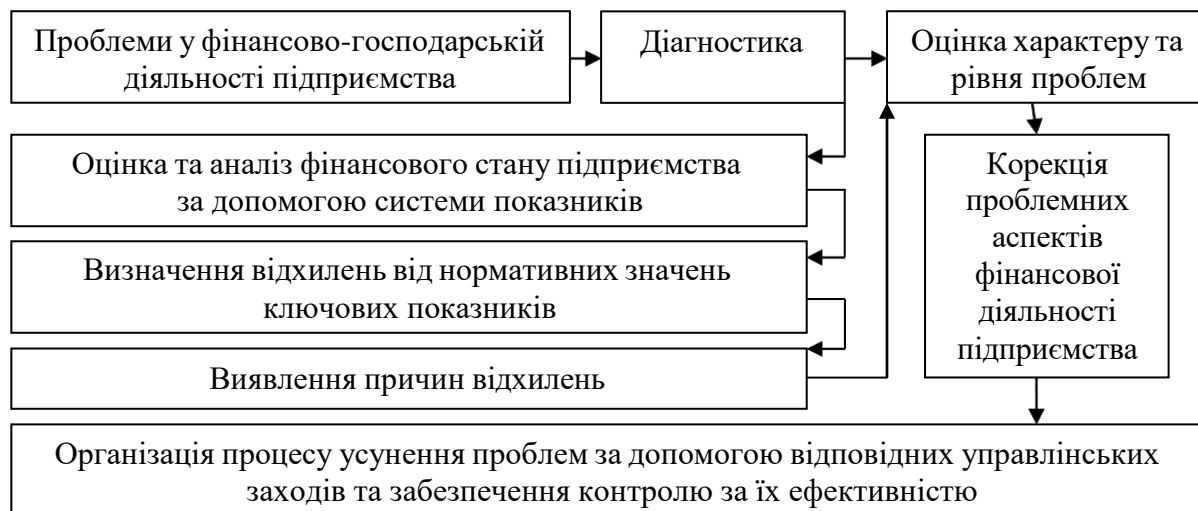 Проблеми у фінансово-господарській
діяльності підприємства
Діагностика
Оцінка характеру та
рівня проблем
Оцінка та аналіз фінансового стану підприємства
за допомогою системи показників
Визначення відхилень від нормативних значень
ключових показників
Виявлення причин відхилень
Корекція
проблемних
аспектів
фінансової
діяльності
підприємства
Організація процесу усунення проблем за допомогою відповідних управлінських
заходів та забезпечення контролю за їх ефективністю